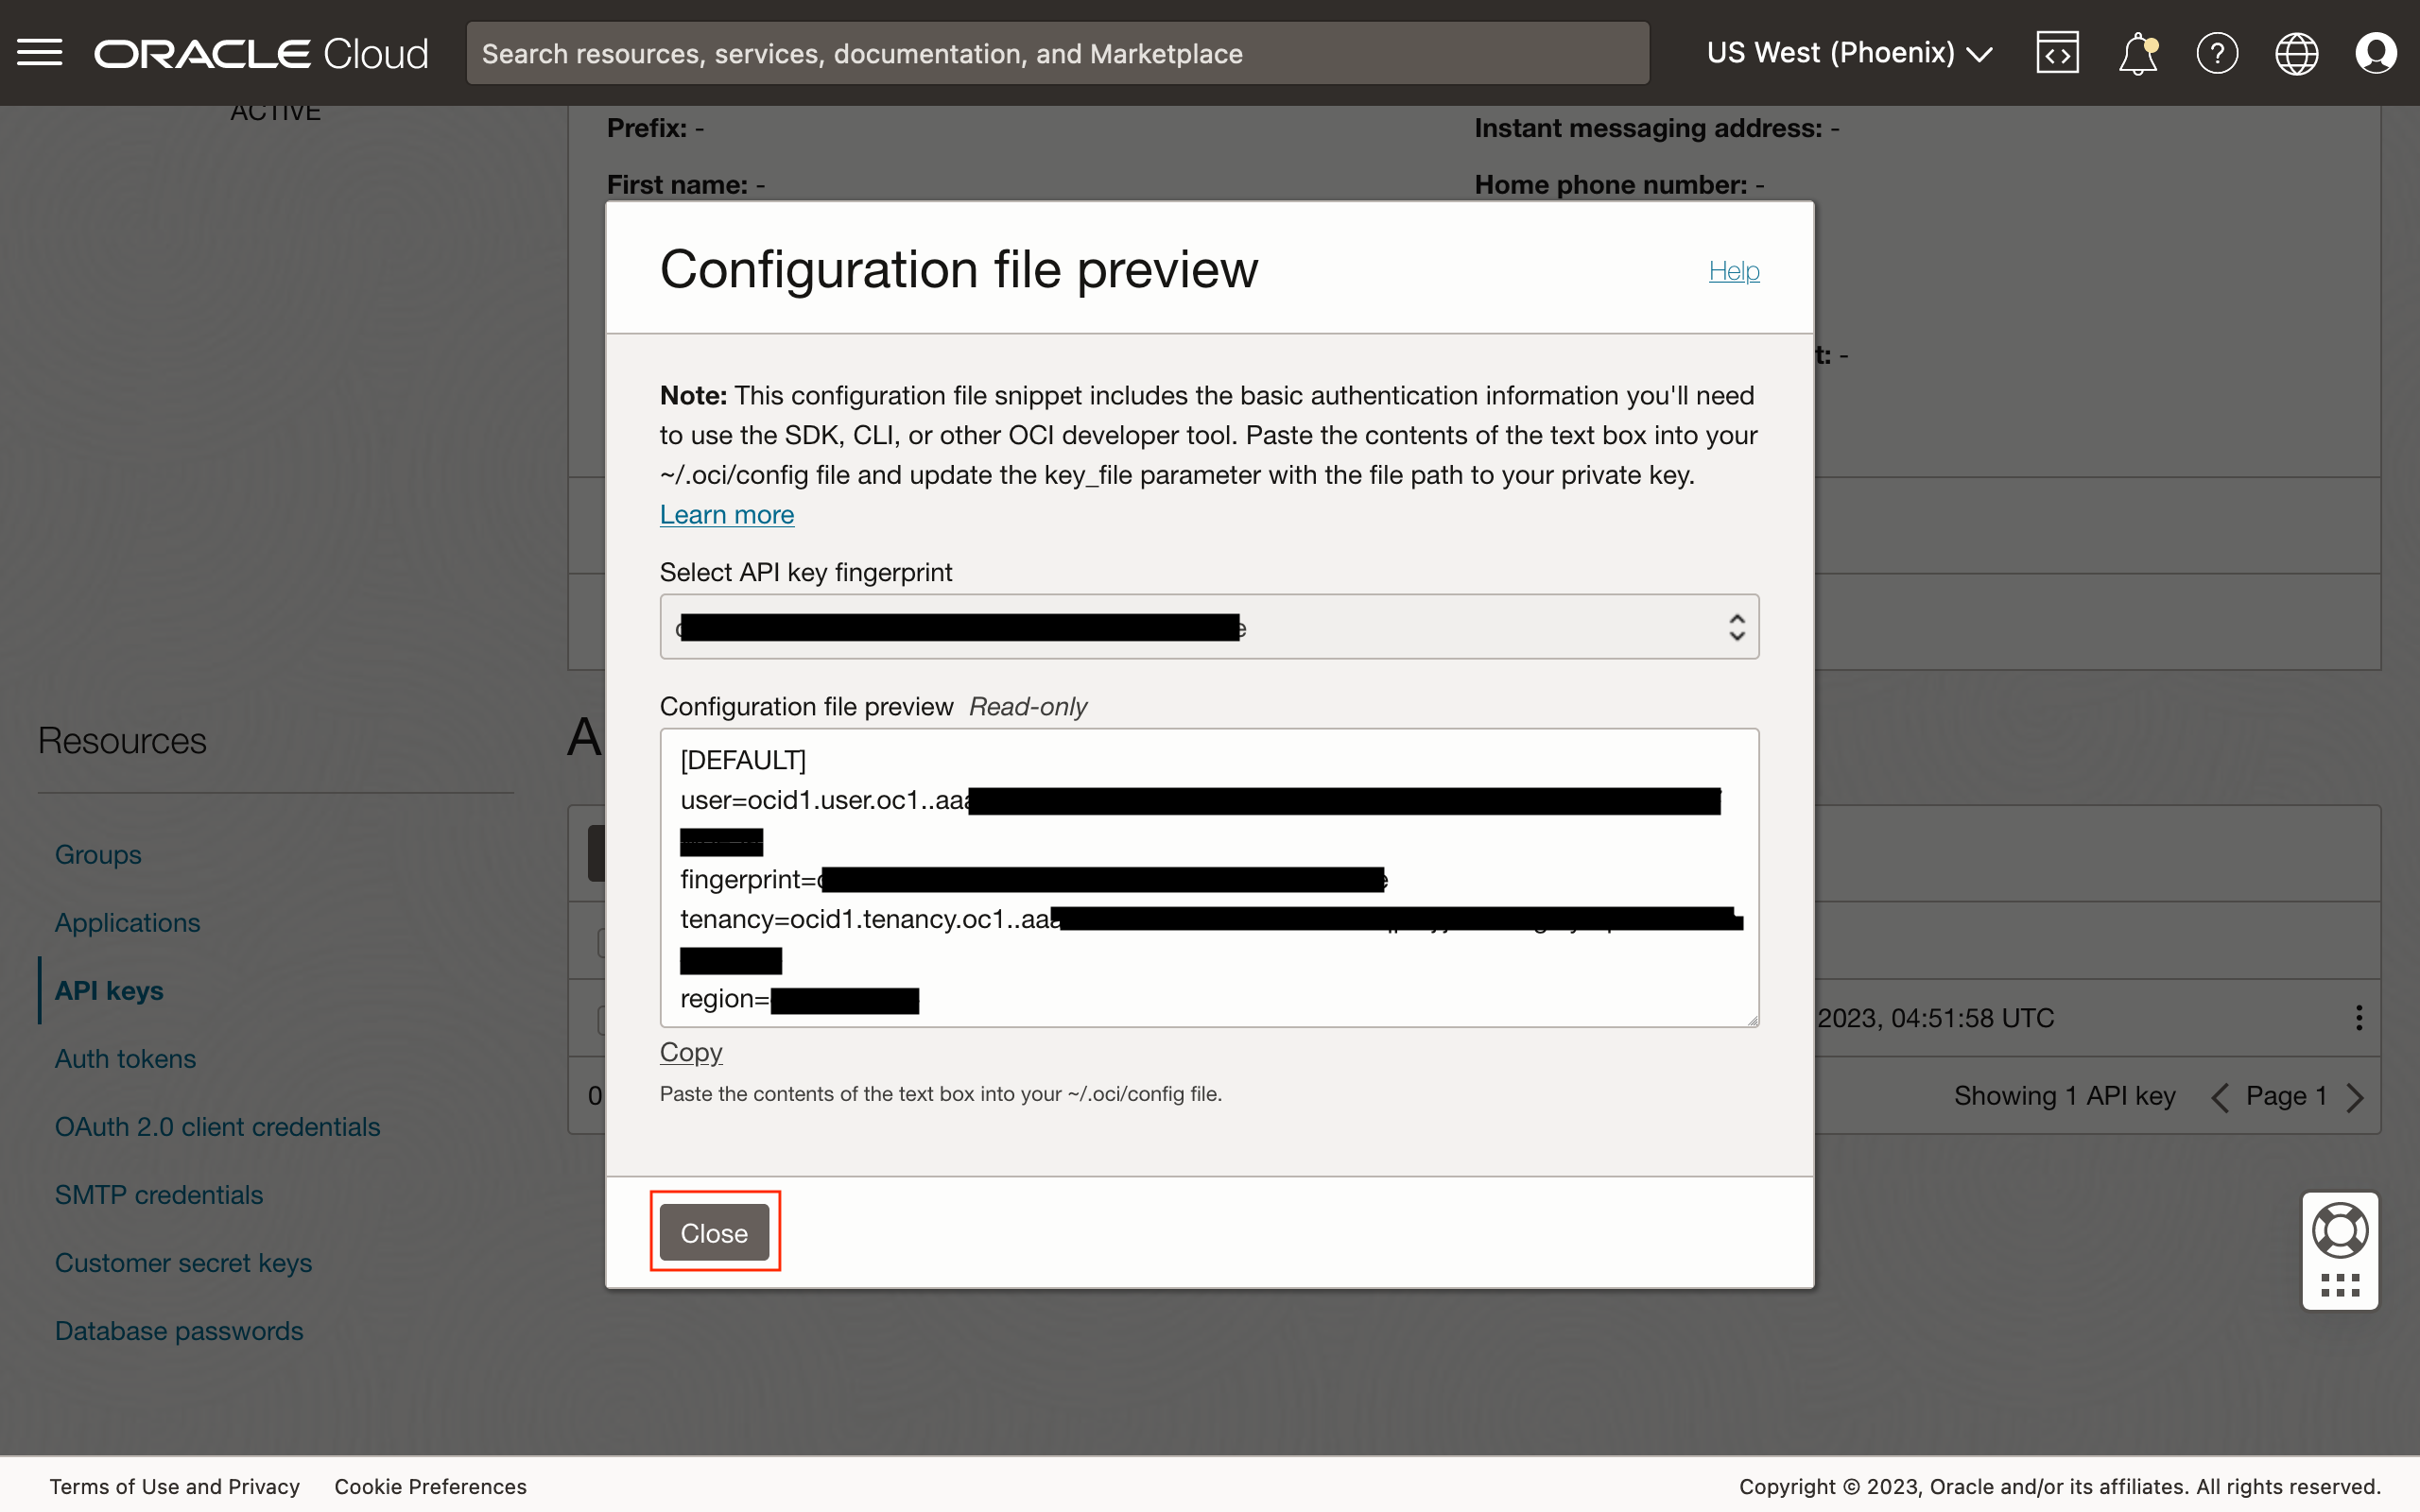 ORACLE Cloud
Search resources, services, documentation, and Marketplace
US West (Phoenix)
ACTIVE
Prefix: -
Instant messaging address: -
First name: -
Home phone number: -
Configuration file preview
Help
Note: This configuration file snippet includes the basic authentication information you'll need
to use the SDK, CLI, or other OCI developer tool. Paste the contents of the text box into your
~/.oci/config file and update the key_file parameter with the file path to your private key.
Learn more
Select API key fingerprint
Configuration file preview Read-only
[DEFAULT]
user=ocid1.user.oc1..aaa
fingerprint=
tenancy=ocid1.tenancy.oc1..aaa
region=
Copy
Paste the contents of the text box into your ~/.oci/config file.
Close
Resources
Groups
Applications
API keys
Auth tokens
OAuth 2.0 client credentials
SMTP credentials
Customer secret keys
Database passwords
t: -
A
2023, 04:51:58 UTC
0
Showing 1 API key
Page 1
Terms of Use and Privacy
Cookie Preferences
Copyright © 2023, Oracle and/or its affiliates. All rights reserved.